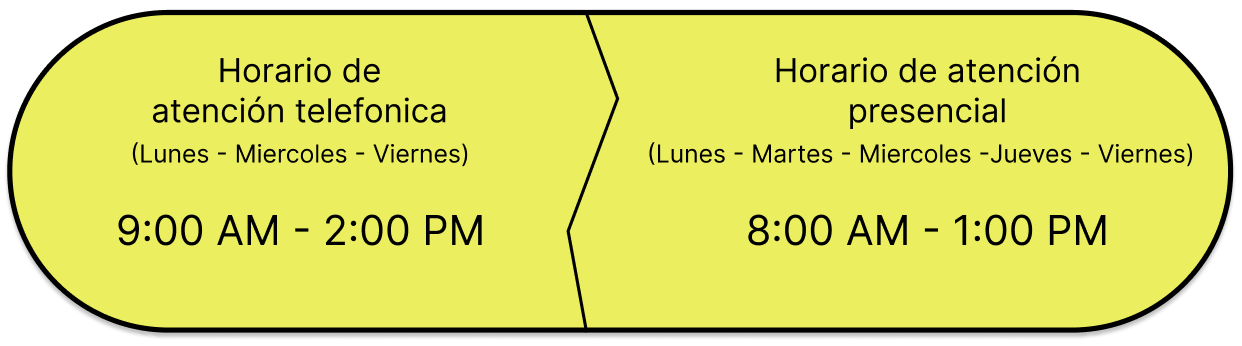 Horario de
atención telefonica
(Lunes - Miercoles - Viernes)
9:00 AM - 2:00 PM
Horario de atención
presencial
(Lunes - Martes - Miercoles -Jueves - Viernes)
8:00 AM - 1:00 PM